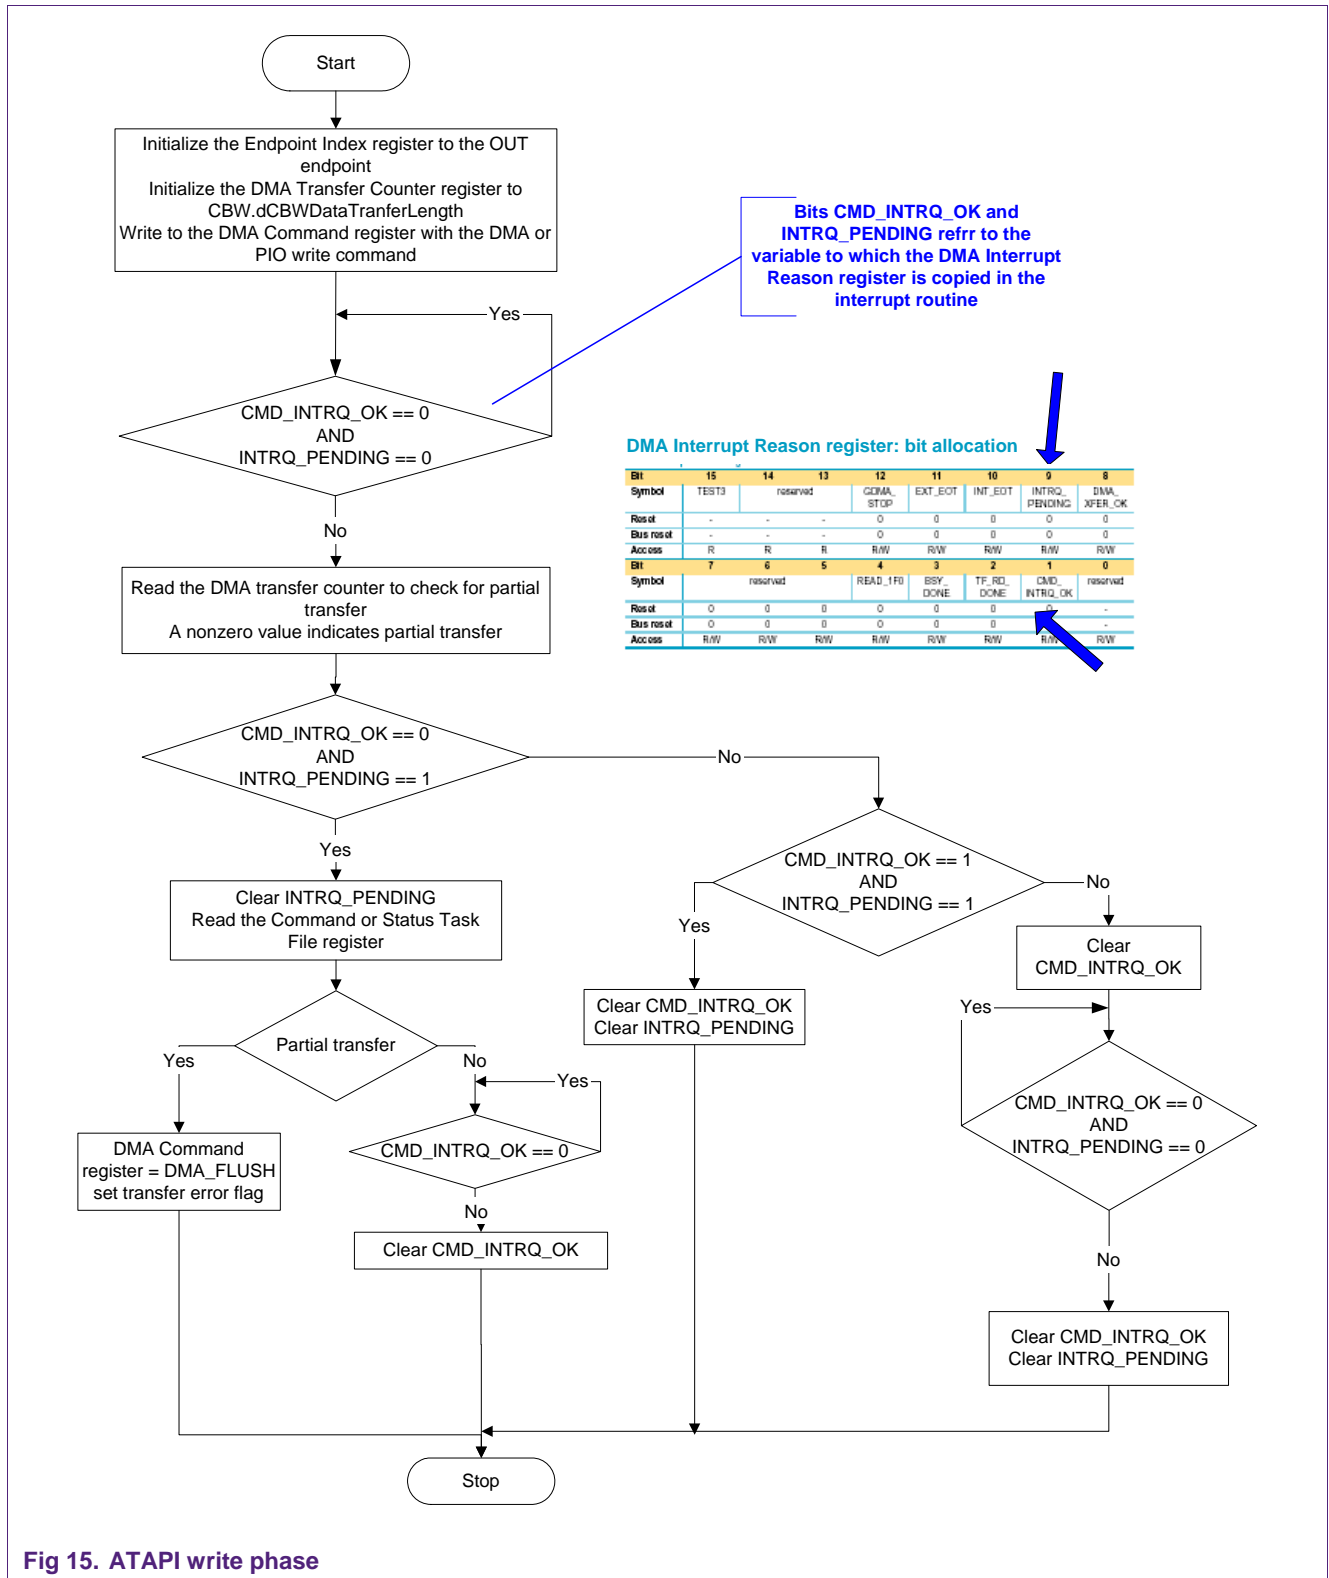 Start
Initialize the Endpoint Index register to the OUT
endpoint
Initialize the DMA Transfer Counter register to
CBW.dCBWDataTranferLength
Write to the DMA Command register with the DMA or
PIO write command
Bits CMD_INTRQ_OK and
INTRQ_PENDING refrr to the
variable to which the DMA Interrupt
Reason register is copied in the
interrupt routine
Yes
CMD_INTRQ_OK == 0
AND
INTRQ_PENDING == 0
DMA Interrupt Reason register: bit allocation
Bit 15 14 13 12 11 10 9 8
Symbol TEST3 reserved GDMA_ EXT_EOT INT_EOT INTRQ_ DMA_
STOP PENDING XFER_OK
Reset - - - 0 0 0 0 0
Bus reset - - - 0 0 0 0 0
Access R R R R/W R/W R/W R/W R/W
Bit 7 6 5 4 3 2 1 0
Symbol reserved READ_1F0 BSY_ TF_RD_ CMD_ reserved
DONE DONE INTRQ_OK
Reset 0 0 0 0 0 0 0 -
Bus reset 0 0 0 0 0 0 -
Access R/W R/W R/W R/W R/W R/W R/W R/W
No
Read the DMA transfer counter to check for partial
transfer
A nonzero value indicates partial transfer
CMD_INTRQ_OK == 0
AND
INTRQ_PENDING == 1
No
Yes
CMD_INTRQ_OK == 1
AND
INTRQ_PENDING == 1
No
Yes
Clear INTRQ_PENDING
Read the Command or Status Task
File register
Clear
CMD_INTRQ_OK
Clear CMD_INTRQ_OK
Clear INTRQ_PENDING
Yes
Partial transfer
Yes
No
Yes
CMD_INTRQ_OK == 0
AND
INTRQ_PENDING == 0
DMA Command
register = DMA_FLUSH
set transfer error flag
CMD_INTRQ_OK == 0
No
Clear CMD_INTRQ_OK
No
Clear CMD_INTRQ_OK
Clear INTRQ_PENDING
Stop
Fig 15. ATAPI write phase